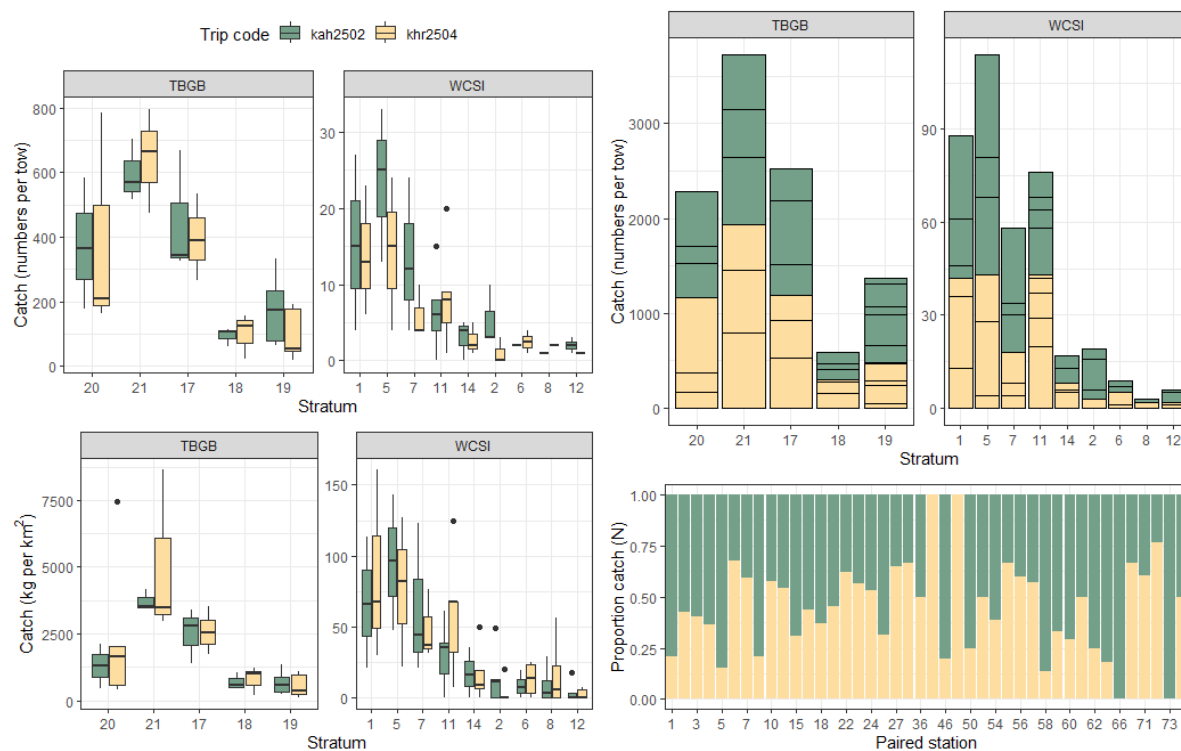 Trip code kah2502 khr2504
TBGB WCSI
Catch (numbers per tow)
800
600
400
200
0
30
20
10
0
20 21 17 18 19
1 5 7 11 14 2 6 8 12
Stratum
TBGB WCSI
Catch (kg per km²)
7500
5000
2500
0
150
100
50
0
20 21 17 18 19
1 5 7 11 14 2 6 8 12
Stratum
TBGB WCSI
Catch (numbers per tow)
3000
2000
1000
0
90
60
30
0
20 21 17 18 19
1 5 7 11 14 2 6 8 12
Stratum
Proportion catch (N)
1.00
0.75
0.50
0.25
0.00
1 3 5 7 10 15 18 22 24 27 36 46 50 54 56 58 60 62 66 71 73
Paired station